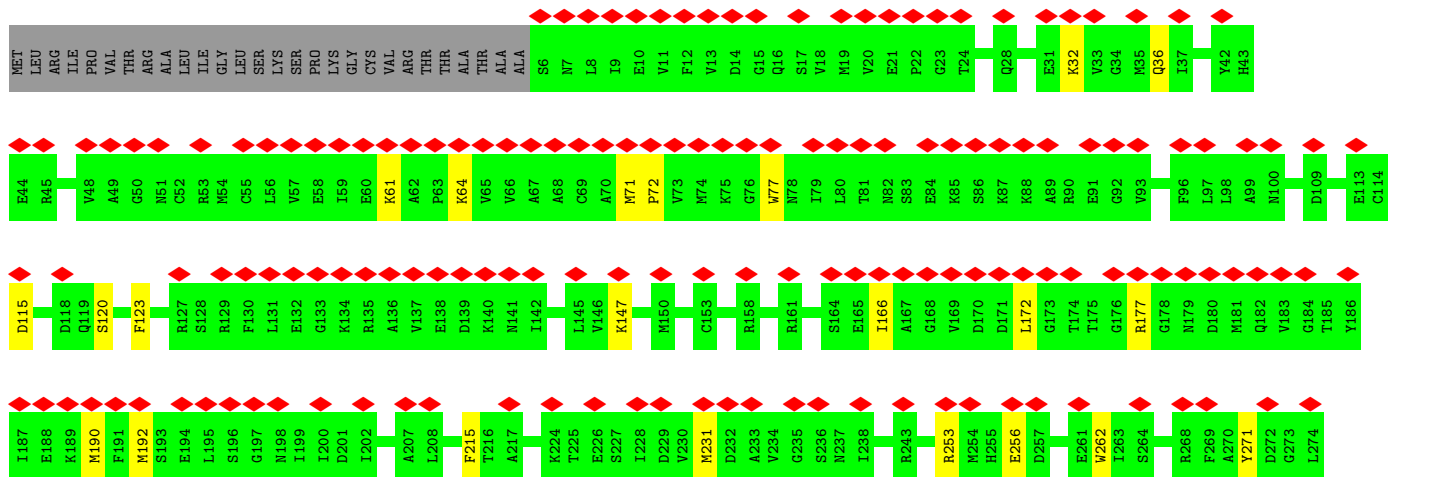 MET LEU ARG ILE PRO VAL THR ARG ALA LEU ILE GLY LEU SER LYS SER SER PRO LYS GLY CYS VAL ARG THR THR ALA THR ALA ALA S6 N7 L8 I9 E10 V11 F12 V13 D14 G15 Q16 S17 V18 M19 V20 E21 P22 G23 T24 Q28 E31 K32 V33 G34 M35 Q36 I37 Y42 H43
E44 R45 V48 A49 G50 N51 C52 R53 M54 C55 L56 V57 E58 I59 E60 K61 A62 P63 K64 V65 V66 A67 A68 C69 A70 M71 P72 V73 M74 K75 G76 W77 N78 I79 L80 T81 N82 S83 E84 K85 S86 K87 K88 A89 R90 E91 G92 V93 F96 L97 L98 A99 N100 D109 E113 C114
D115 D118 Q119 S120 F123 R127 S128 R129 F130 L131 E132 G133 K134 R135 A136 V137 E138 D139 K140 N141 I142 L145 V146 K147 M150 C153 R158 R161 S164 E165 I166 A167 G168 V169 D170 D171 L172 G173 T174 T175 G176 R177 G178 N179 D180 M181 Q182 V183 G184 T185 Y186
I187 E188 K189 M190 F191 M192 S193 E194 L195 S196 G197 N198 I199 I200 D201 I202 A207 L208 F215 T216 A217 K224 T225 E226 S227 I228 D229 V230 M231 D232 A233 V234 G235 S236 N237 I238 R243 R253 M254 H255 E256 D257 E261 W262 I263 S264 R268 F269 A270 Y271 D272 G273 L274